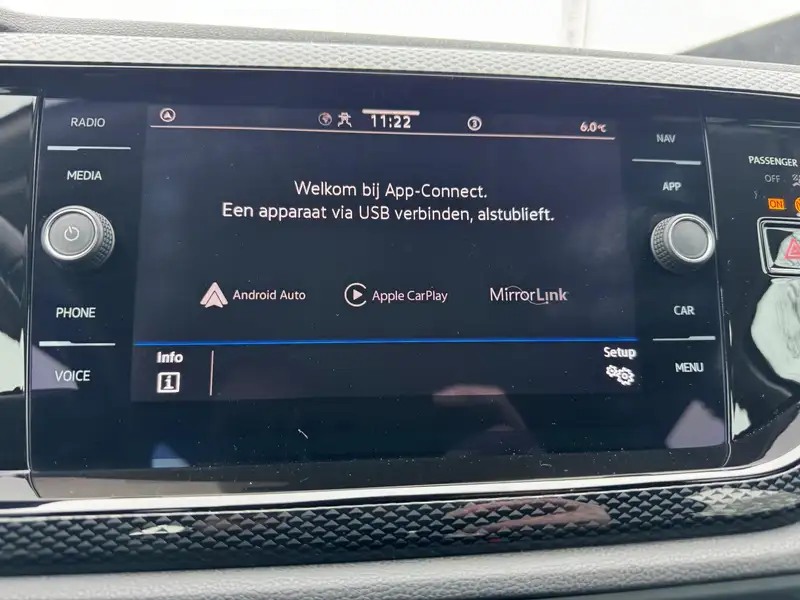 RADIO
MEDIA
PHONE
VOICE
11:22
3
6.0°C
Welkom bij App-Connect.
Een apparaat via USB verbinden, alstublieft.
Android Auto
Apple CarPlay
MirrorLink
Info
Setup
NAV
APP
CAR
MENU
PASSENGER
OFF
ON